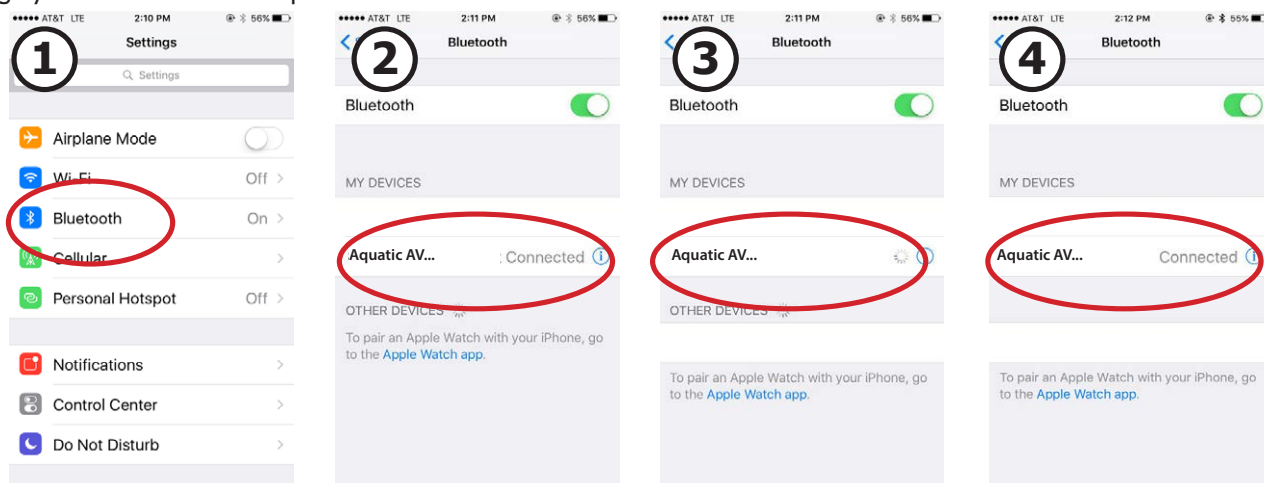 1
AT&T LTE 2:10 PM 56%
Settings
Settings
Airplane Mode
Wi-Fi Off
Bluetooth On
Cellular
Personal Hotspot Off
Notifications
Control Center
Do Not Disturb
2
AT&T LTE 2:11 PM 56%
Bluetooth
Bluetooth
MY DEVICES
Aquatic AV... : Connected
OTHER DEVICES
To pair an Apple Watch with your iPhone, go
to the Apple Watch app.
3
AT&T LTE 2:11 PM 56%
Bluetooth
Bluetooth
MY DEVICES
Aquatic AV...
OTHER DEVICES
To pair an Apple Watch with your iPhone, go
to the Apple Watch app.
4
AT&T LTE 2:12 PM 55%
Bluetooth
Bluetooth
MY DEVICES
Aquatic AV... Connected
To pair an Apple Watch with your iPhone, go
to the Apple Watch app.